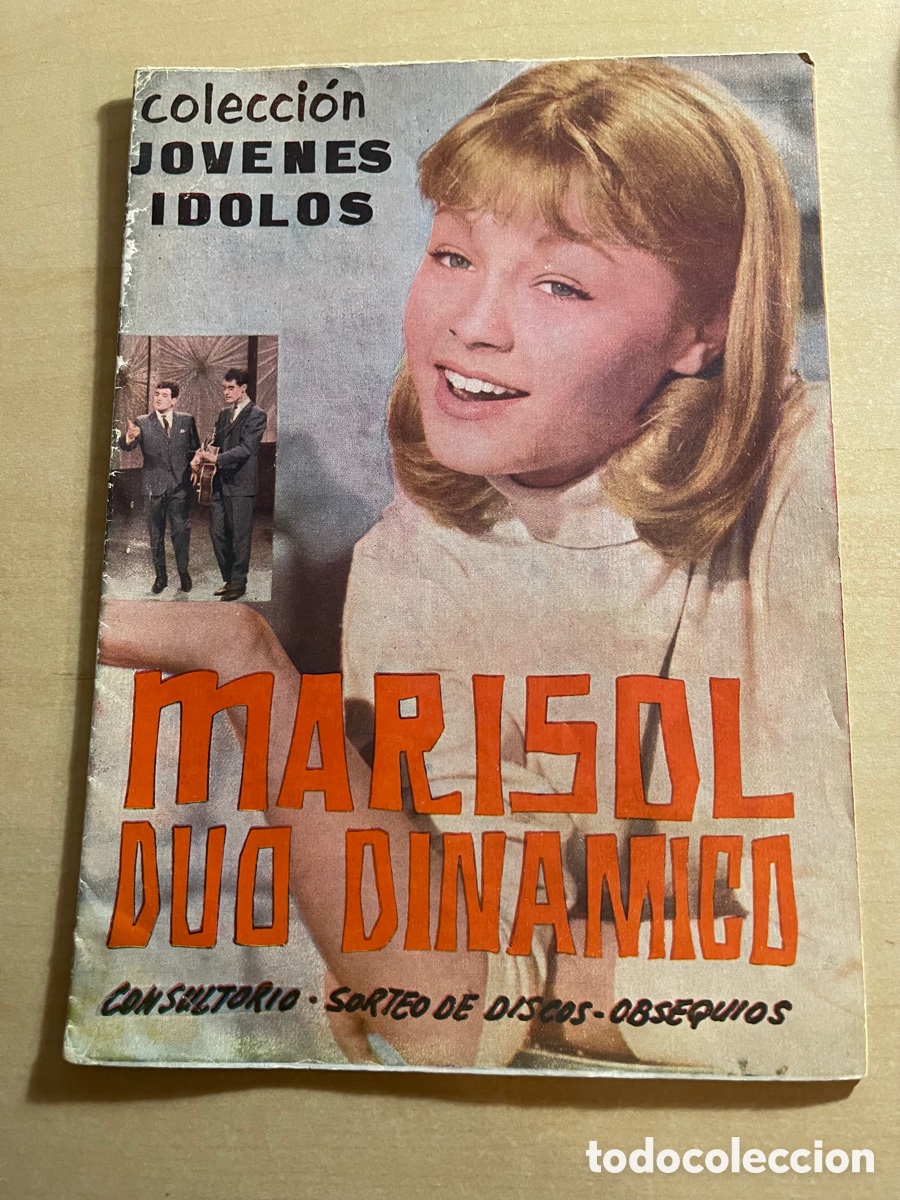 colección
JOVENES
IDOLOS
MARISOL
DUO DINAMICO
CONSULTORIO · SORTEO DE DISCOS - OBSEQUIOS
todocoleccion